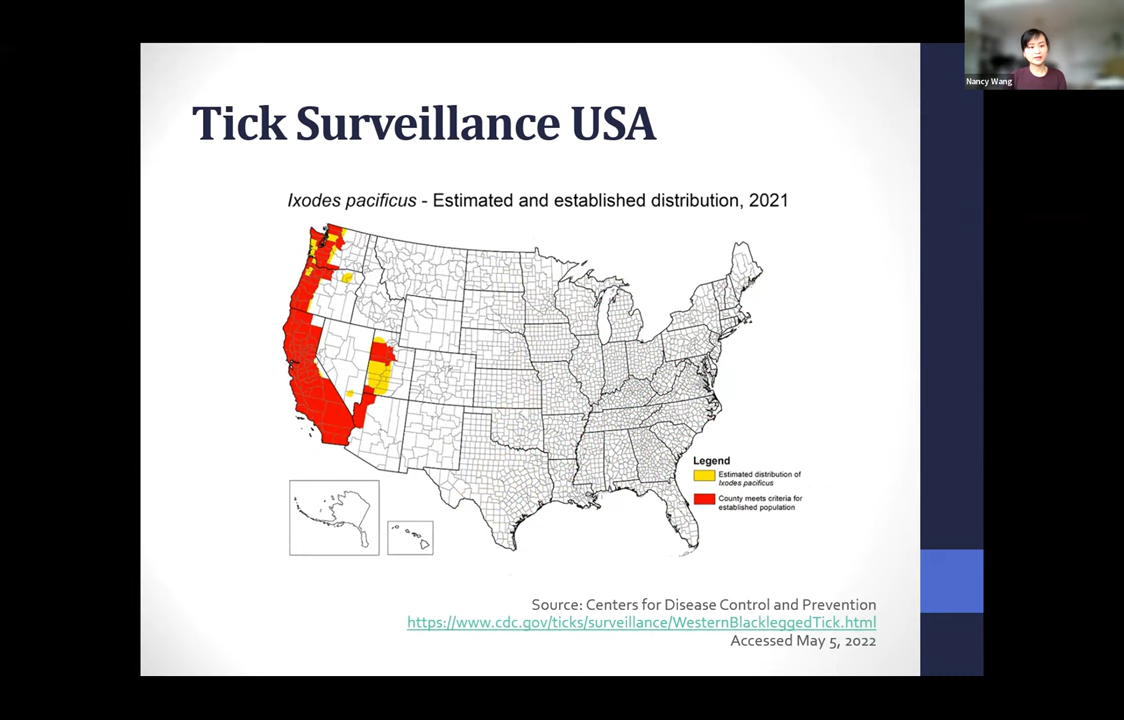 Nancy Wang
Tick Surveillance USA
Ixodes pacificus - Estimated and established distribution, 2021
Legend
Estimated distribution of
Ixodes pacificus
County meets criteria for
established population
Source: Centers for Disease Control and Prevention
https://www.cdc.gov/ticks/surveillance/WesternBlackleggedTick.html
Accessed May 5, 2022